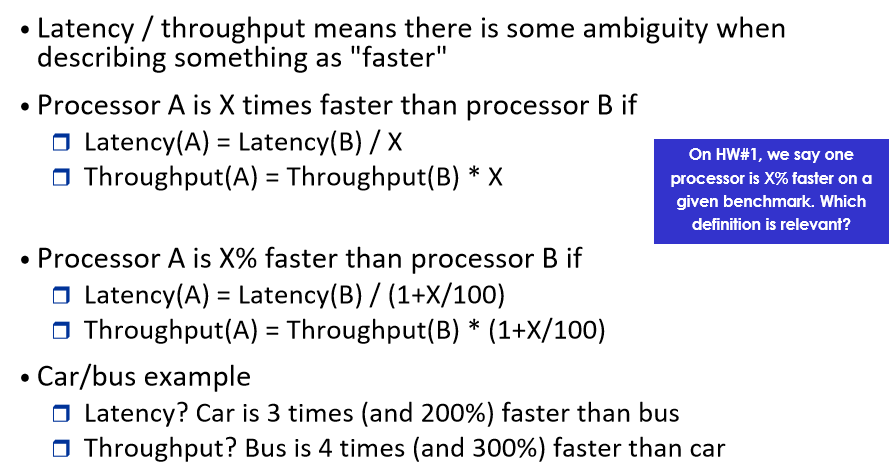 • Latency / throughput means there is some ambiguity when
describing something as "faster"
• Processor A is X times faster than processor B if
❒ Latency(A) = Latency(B) / X
❒ Throughput(A) = Throughput(B) * X
On HW#1, we say one
processor is X% faster on a
given benchmark. Which
definition is relevant?
• Processor A is X% faster than processor B if
❒ Latency(A) = Latency(B) / (1+X/100)
❒ Throughput(A) = Throughput(B) * (1+X/100)
• Car/bus example
❒ Latency? Car is 3 times (and 200%) faster than bus
❒ Throughput? Bus is 4 times (and 300%) faster than car